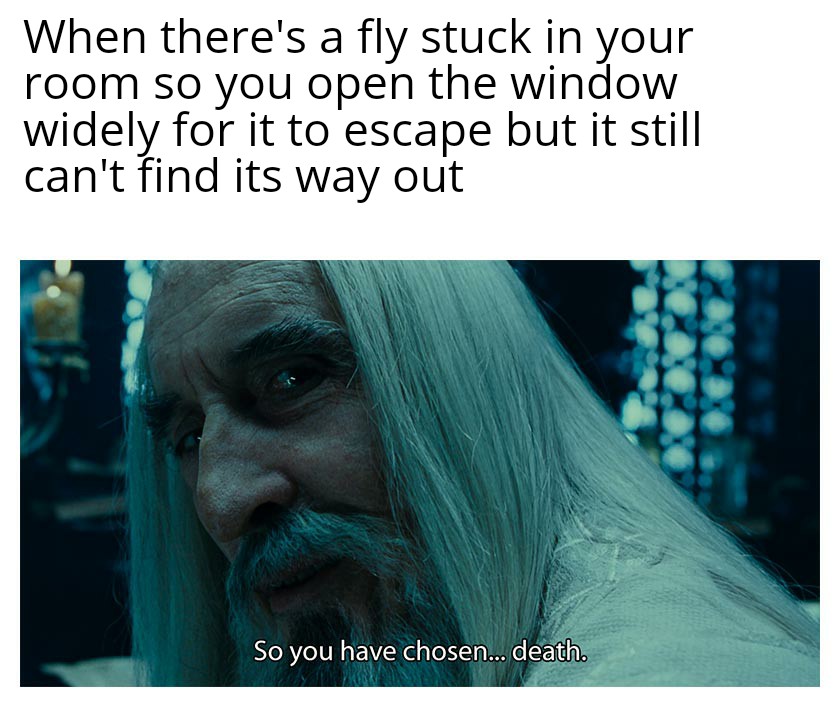 When there's a fly stuck in your
room so you open the window
widely for it to escape but it still
can't find its way out
So you have chosen... death.